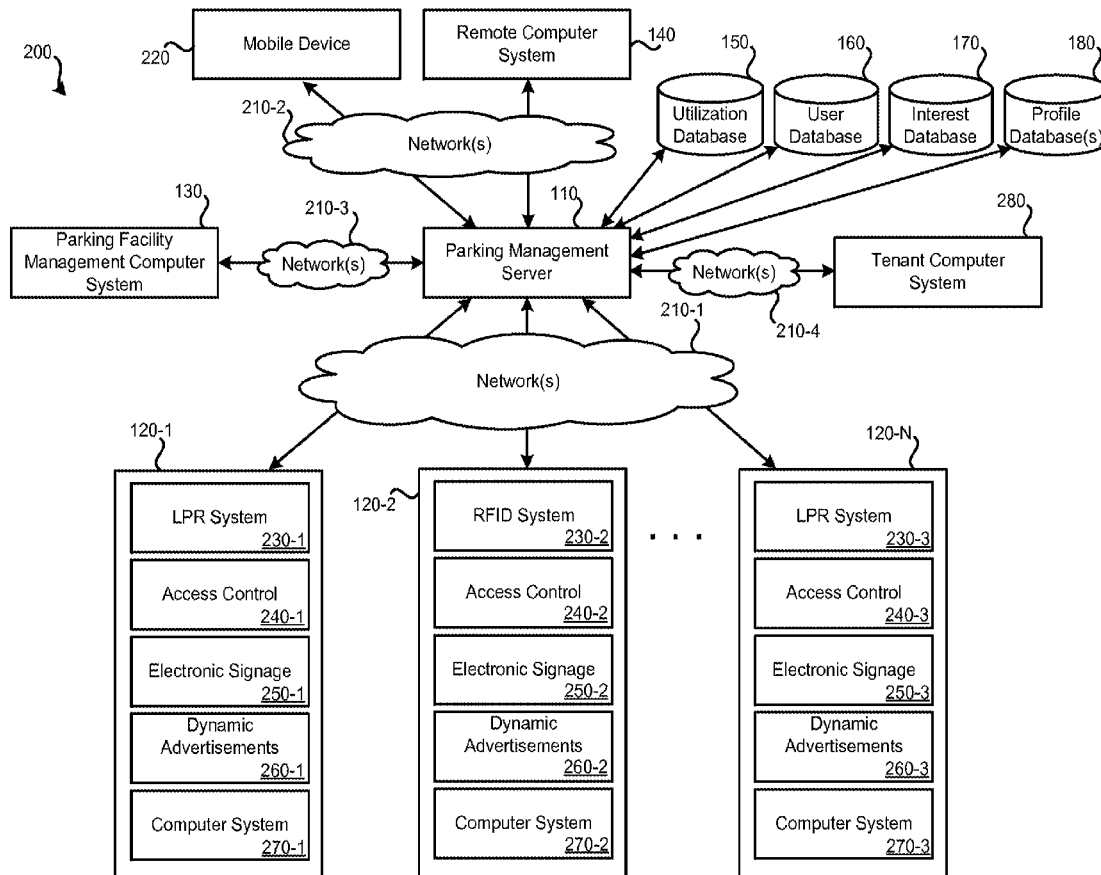 200
220
Mobile Device
Remote Computer
System
140
150
160
170
180
210-2
Network(s)
Utilization
Database
User
Database
Interest
Database
Profile
Database(s)
130
210-3
110
280
Parking Facility
Management Computer
System
Network(s)
Parking Management
Server
Network(s)
Tenant Computer
System
210-1
210-4
Network(s)
120-1
120-2
120-N
LPR System
230-1
Access Control
240-1
Electronic Signage
250-1
Dynamic
Advertisements
260-1
Computer System
270-1
RFID System
230-2
Access Control
240-2
Electronic Signage
250-2
Dynamic
Advertisements
260-2
Computer System
270-2
. . .
LPR System
230-3
Access Control
240-3
Electronic Signage
250-3
Dynamic
Advertisements
260-3
Computer System
270-3